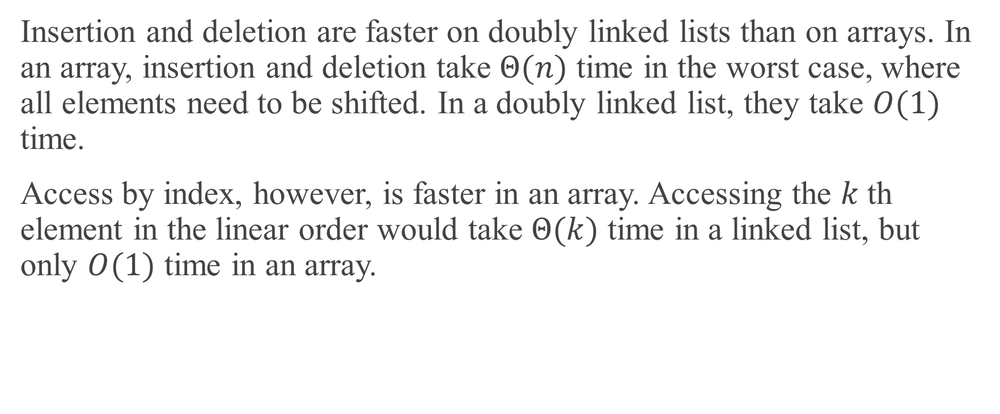 Insertion and deletion are faster on doubly linked lists than on arrays. In
an array, insertion and deletion take Θ(n) time in the worst case, where
all elements need to be shifted. In a doubly linked list, they take O(1)
time.
Access by index, however, is faster in an array. Accessing the k th
element in the linear order would take Θ(k) time in a linked list, but
only O(1) time in an array.